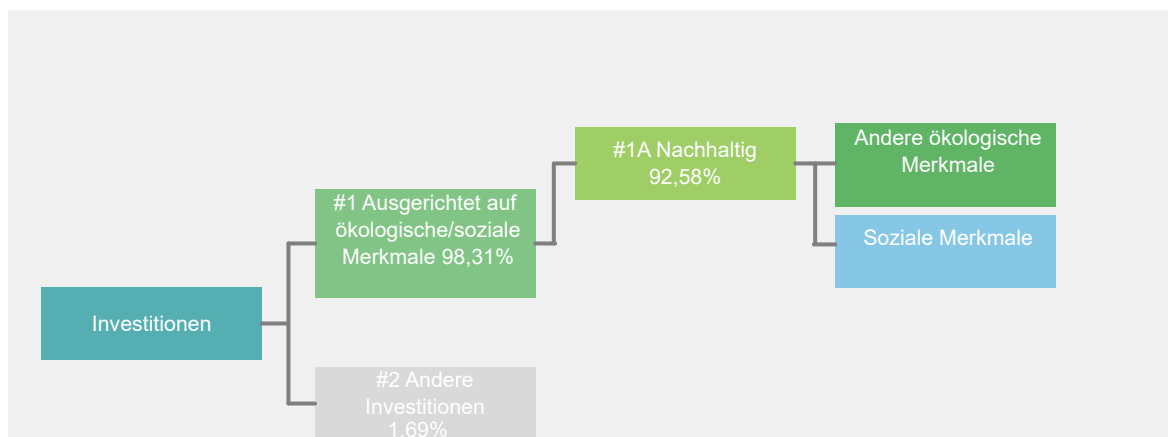 Investitionen
#1 Ausgerichtet auf
ökologische/soziale
Merkmale 98,31%
#2 Andere
Investitionen
1,69%
#1A Nachhaltig
92,58%
Andere ökologische
Merkmale
Soziale Merkmale